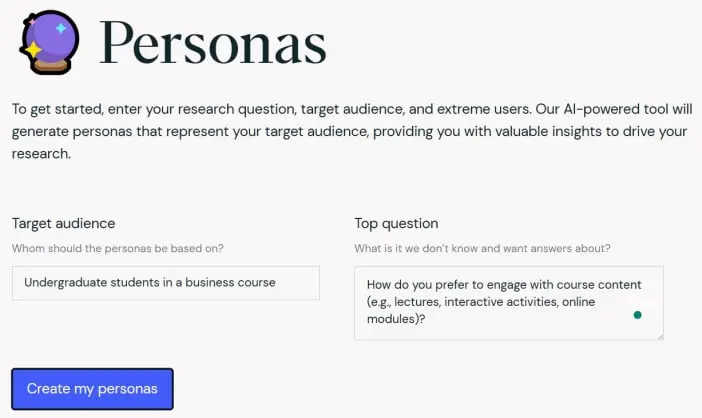 Personas
To get started, enter your research question, target audience, and extreme users. Our AI-powered tool will
generate personas that represent your target audience, providing you with valuable insights to drive your
research.
Target audience
Whom should the personas be based on?
Undergraduate students in a business course
Top question
What is it we don't know and want answers about?
How do you prefer to engage with course content
(e.g., lectures, interactive activities, online
modules)?
Create my personas